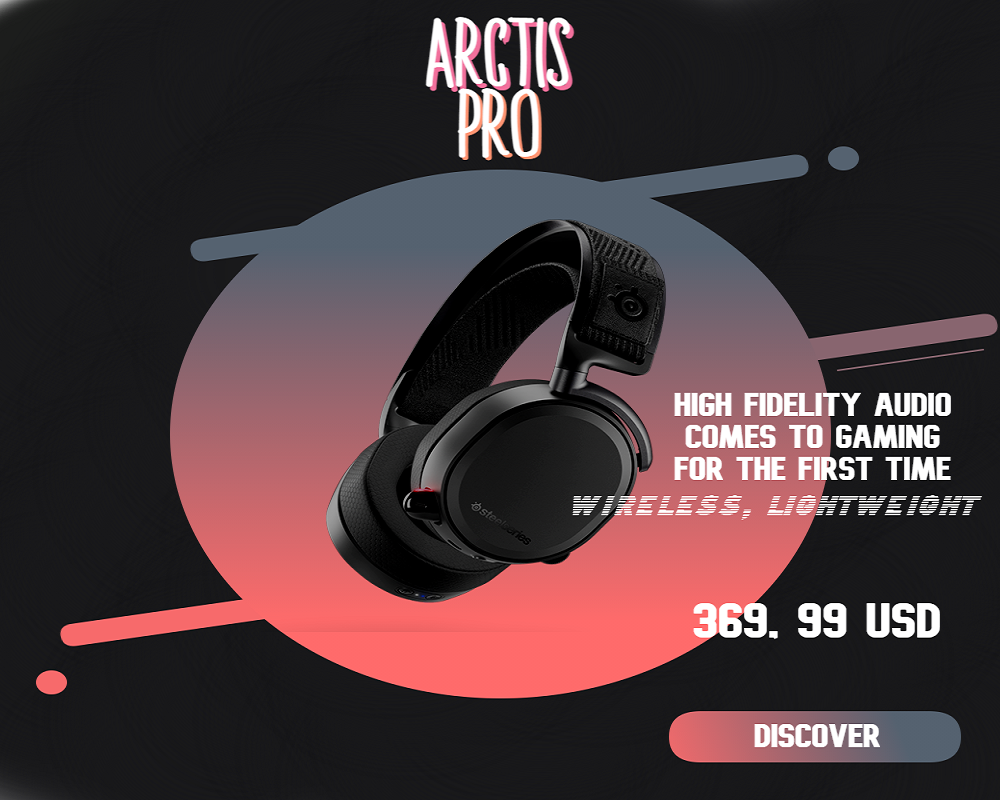 ARCTIS
PRO
HIGH FIDELITY AUDIO
COMES TO GAMING
FOR THE FIRST TIME
WIRELESS, LIGHTWEIGHT
steelseries
369. 99 USD
DISCOVER